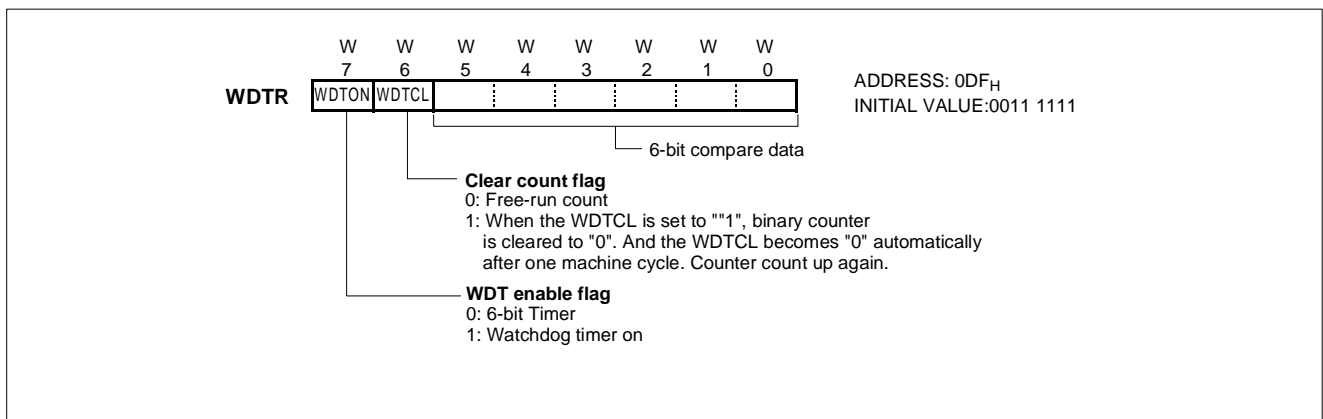 W W W W W W W W
7 6 5 4 3 2 1 0
WDTR WDTON WDTCL
ADDRESS: 0DFH
INITIAL VALUE:0011 1111
6-bit compare data
Clear count flag
0: Free-run count
1: When the WDTCL is set to ""1", binary counter
is cleared to "0". And the WDTCL becomes "0" automatically
after one machine cycle. Counter count up again.
WDT enable flag
0: 6-bit Timer
1: Watchdog timer on